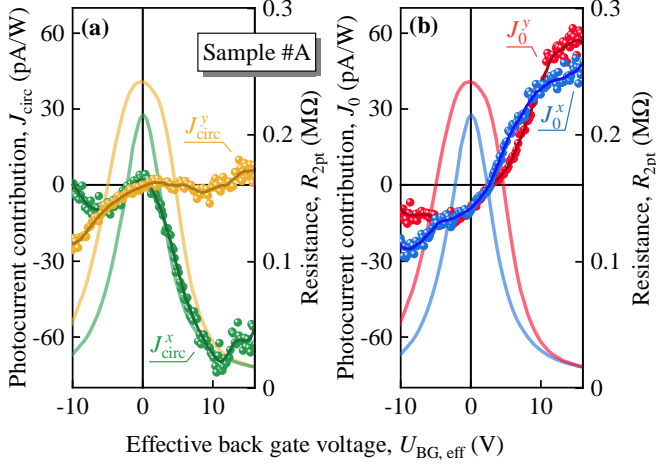 (a)
Sample #A
(b)
Photocurrent contribution, J_circ (pA/W)
60
30
0
-30
-60
J^y_circ
J^x_circ
0.3
0.2
0.1
0
Resistance, R_2pt (MΩ)
-10
0
10
Photocurrent contribution, J_0 (pA/W)
60
30
0
-30
-60
J_0^y
J_0^x
0.3
0.2
0.1
0
Resistance, R_2pt (MΩ)
-10
0
10
Effective back gate voltage, U_BG, eff (V)